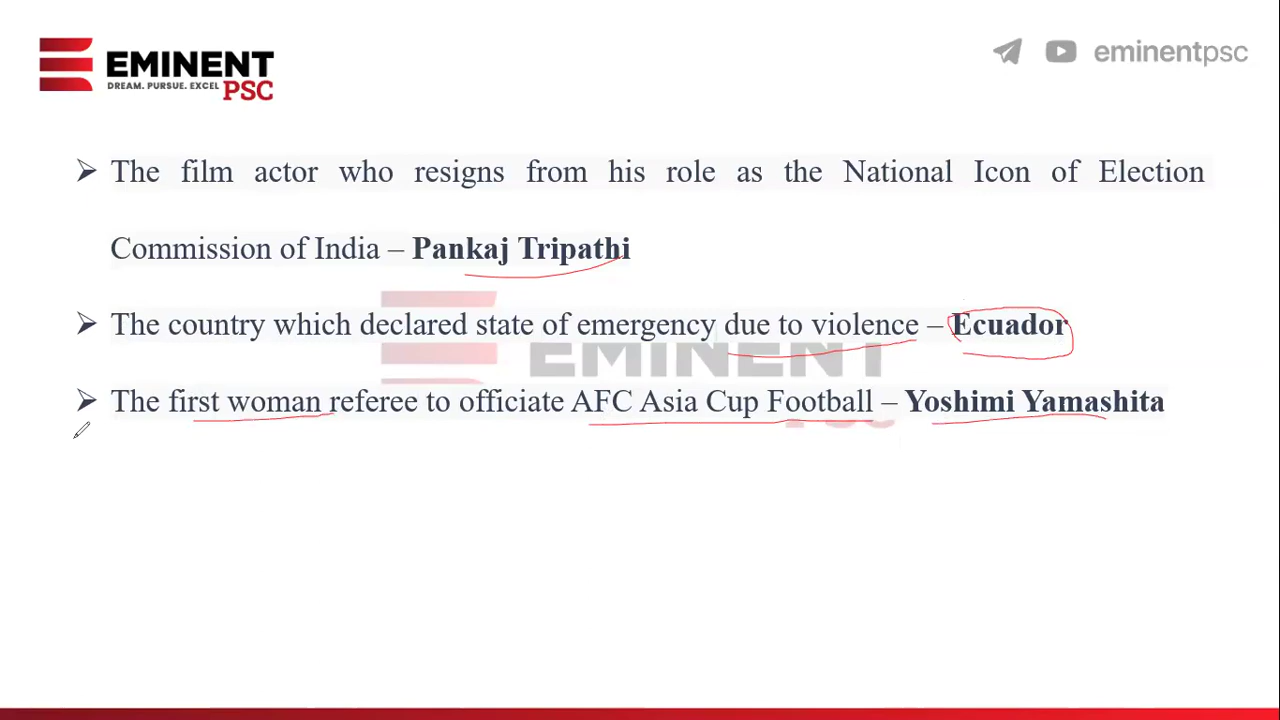 EMINENT
DREAM. PURSUE. EXCEL
PSC
eminentpsc
➢ The film actor who resigns from his role as the National Icon of Election
Commission of India – Pankaj Tripathi
➢ The country which declared state of emergency due to violence – Ecuador
➢ The first woman referee to officiate AFC Asia Cup Football – Yoshimi Yamashita
EMINENT
PSC